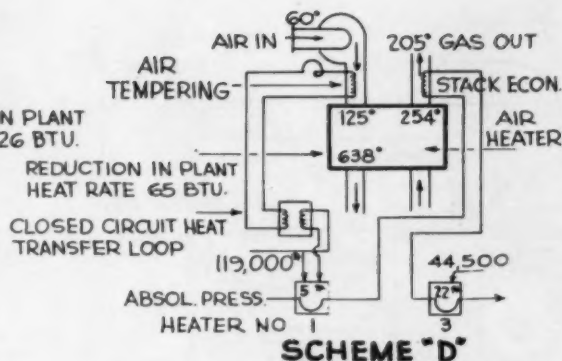 60°
AIR IN
205° GAS OUT
AIR
TEMPERING
STACK ECON.
IN PLANT
26 BTU.
125° 254°
AIR
HEATER
638°
REDUCTION IN PLANT
HEAT RATE 65 BTU.
CLOSED CIRCUIT HEAT
TRANSFER LOOP
119,000#
44,500
ABSOL. PRESS.
5"
22"
HEATER NO 1 3
SCHEME "D"